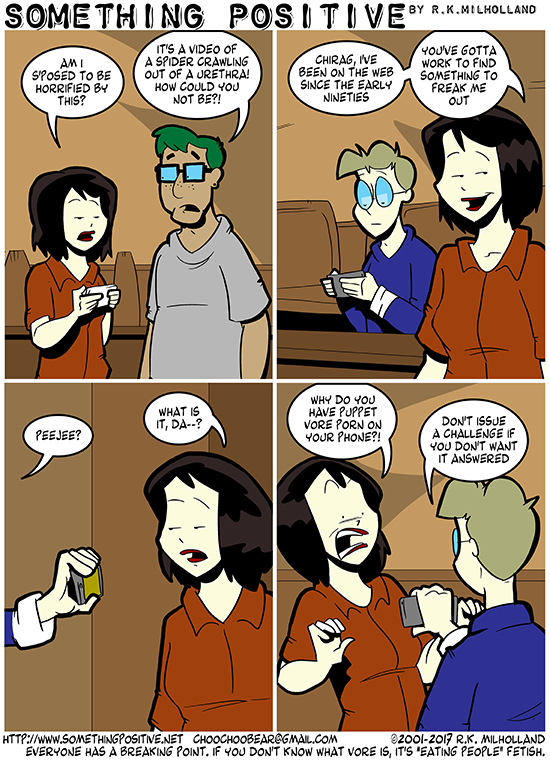 SOMETHING POSITIVE BY R.K.MILHOLLAND
AM I
S'POSED TO BE
HORRIFIED BY
THIS?
IT'S A VIDEO OF
A SPIDER CRAWLING
OUT OF A URETHRA!
HOW COULD YOU
NOT BE?!
CHIRAG, I'VE
BEEN ON THE WEB
SINCE THE EARLY
NINETIES
YOU'VE GOTTA
WORK TO FIND
SOMETHING TO
FREAK ME
OUT
PEEJEE?
WHAT IS
IT, DA--?
WHY DO YOU
HAVE PUPPET
VORE PORN ON
YOUR PHONE?!
DON'T ISSUE
A CHALLENGE IF
YOU DON'T WANT
IT ANSWERED
HTTP://WWW.SOMETHINGPOSITIVE.NET CHOOCHOOBEAR@GMAIL.COM ©2001-2017 R.K. MILHOLLAND
EVERYONE HAS A BREAKING POINT. IF YOU DON'T KNOW WHAT VORE IS, IT'S "EATING PEOPLE" FETISH.